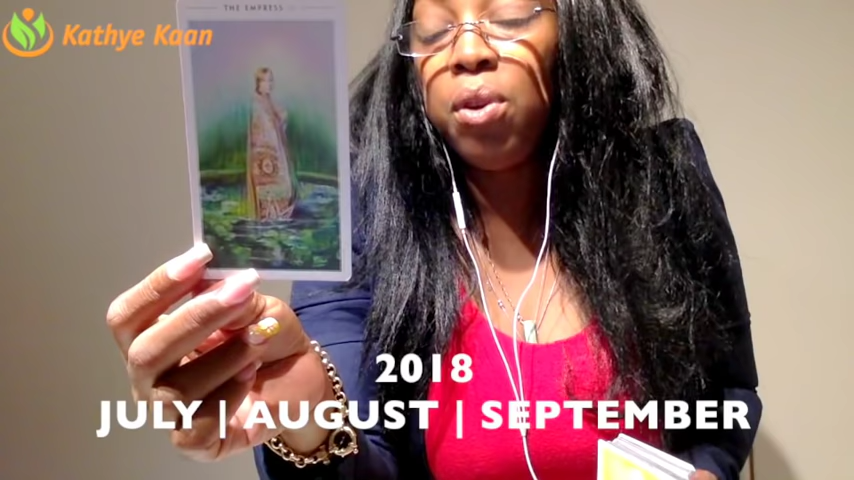 THE EMPRESS
Kathye Kaan
2018
JULY | AUGUST | SEPTEMBER